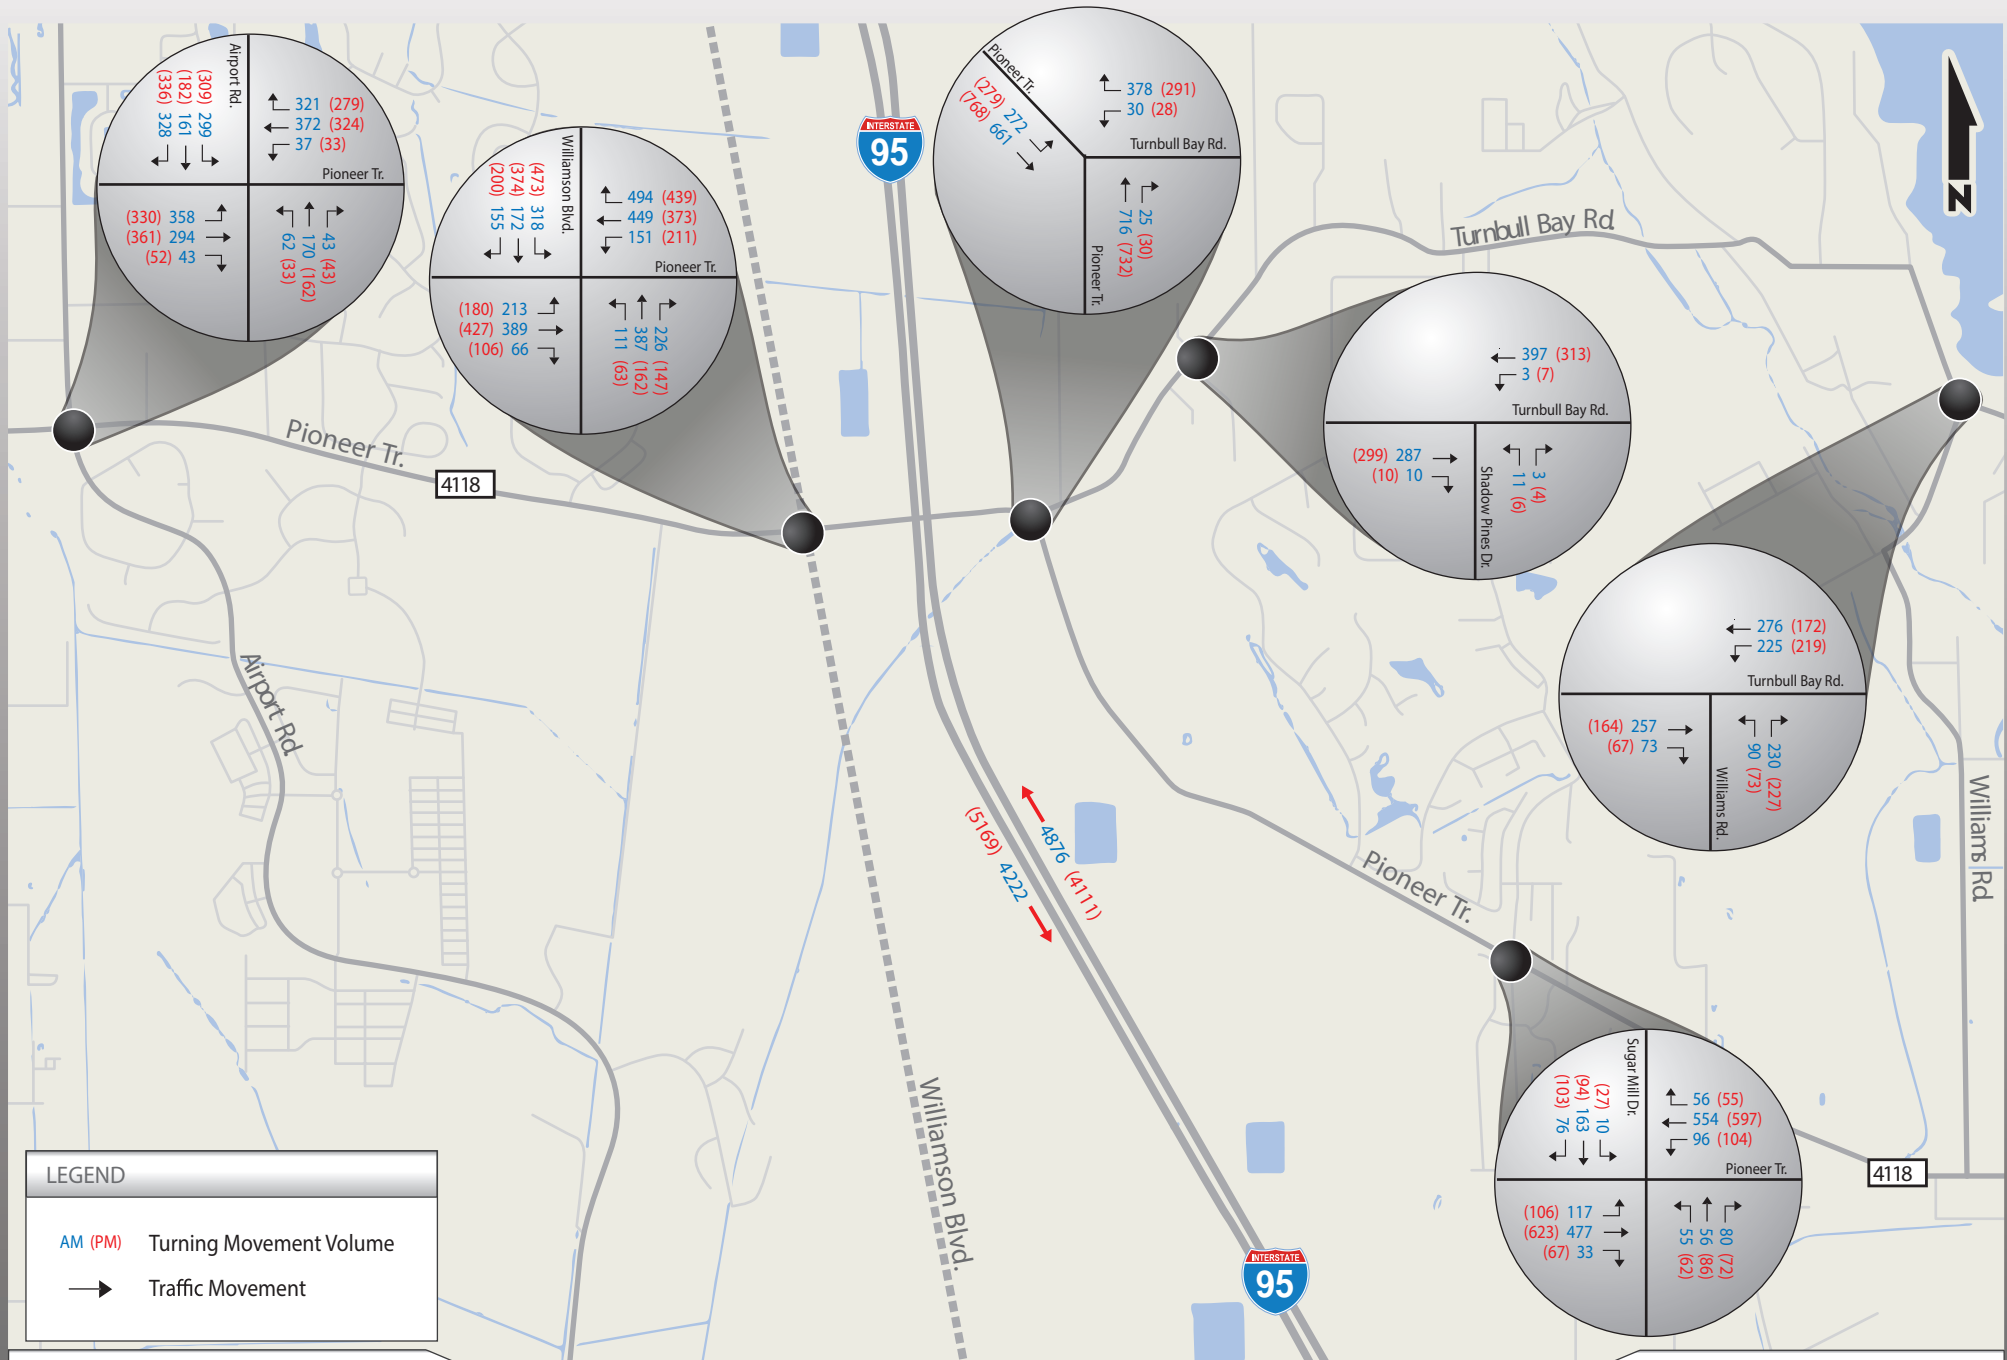 Airport Rd.
(336) 328
(182) 161
(309) 299
321 (279)
372 (324)
37 (33)
Pioneer Tr.
(330) 358
(361) 294
(52) 43
62 (33)
170 (162)
43 (43)
Williamson Blvd.
(200) 155
(374) 172
(473) 318
494 (439)
449 (373)
151 (211)
Pioneer Tr.
(180) 213
(427) 389
(106) 66
111 (63)
387 (162)
226 (147)
INTERSTATE
95
Pioneer Tr.
(279) 272
(768) 661
378 (291)
30 (28)
Turnbull Bay Rd.
716 (732)
25 (30)
Pioneer Tr.
N
Turnbull Bay Rd.
397 (313)
3 (7)
Turnbull Bay Rd.
(299) 287
(10) 10
Shadow Pines Dr.
11 (6)
3 (4)
276 (172)
225 (219)
Turnbull Bay Rd.
(164) 257
(67) 73
Williams Rd.
90 (73)
230 (227)
Pioneer Tr.
4118
Airport Rd.
(5169) 4222
4876 (4111)
Pioneer Tr.
Williams Rd.
Williamson Blvd.
Sugar Mill Dr.
(103) 76
(94) 163
(27) 10
56 (55)
554 (597)
96 (104)
Pioneer Tr.
(106) 117
(623) 477
(67) 33
55 (62)
56 (86)
80 (72)
4118
INTERSTATE
95
LEGEND
AM (PM) Turning Movement Volume
Traffic Movement